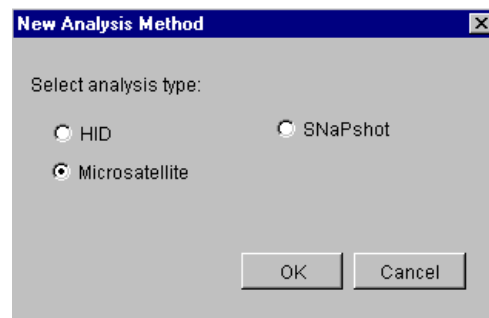 New Analysis Method
Select analysis type:
HID
SNaPshot
Microsatellite
OK
Cancel